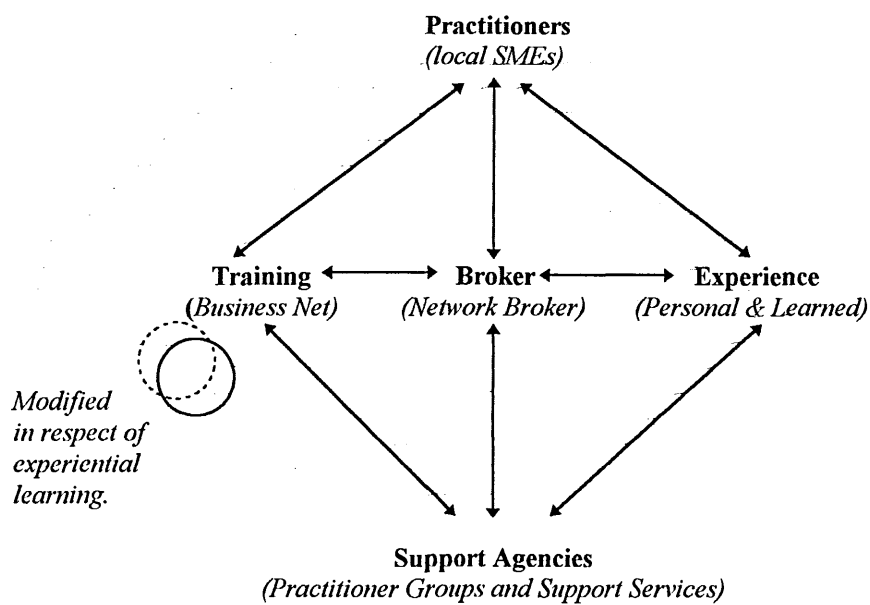 Practitioners
(local SMEs)
Training
(Business Net)
Broker
(Network Broker)
Experience
(Personal & Learned)
Modified
in respect of
experiential
learning.
Support Agencies
(Practitioner Groups and Support Services)